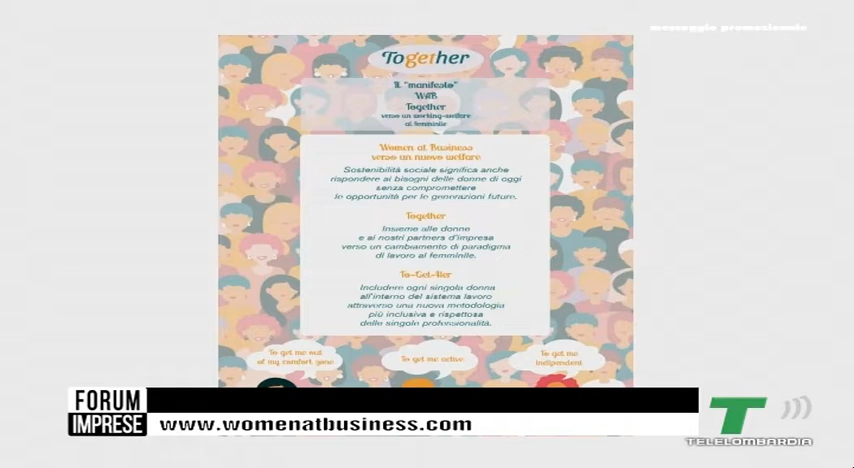 messaggio promozionale
Together
Il "manifesto"
WAB
Together
verso un working-welfare
al femminile
Women at Business
verso un nuovo welfare
Sostenibilità sociale significa anche
rispondere ai bisogni delle donne di oggi
senza compromettere
le opportunità per le generazioni future.
Together
Insieme alle donne
e ai nostri partners d'impresa
verso un cambiamento di paradigma
di lavoro al femminile.
To-Get-Her
Includere ogni singola donna
all'interno del sistema lavoro
attraverso una nuova metodologia
più inclusiva e rispettosa
delle singole professionalità.
To get me out
of my comfort zone
To get me active
To get me
indipendent
FORUM
IMPRESE
www.womenatbusiness.com
T
TELELOMBARDIA